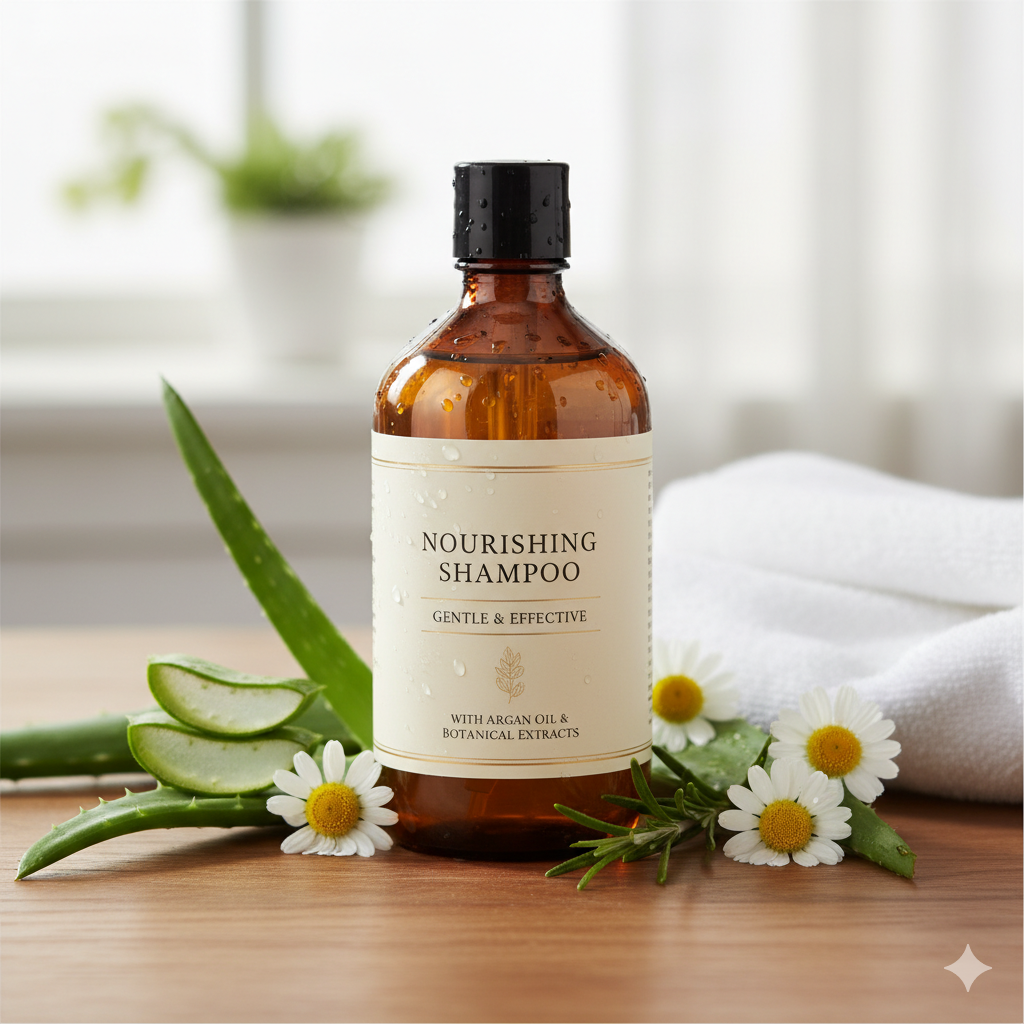 NOURISHING
SHAMPOO
GENTLE & EFFECTIVE
WITH ARGAN OIL &
BOTANICAL EXTRACTS